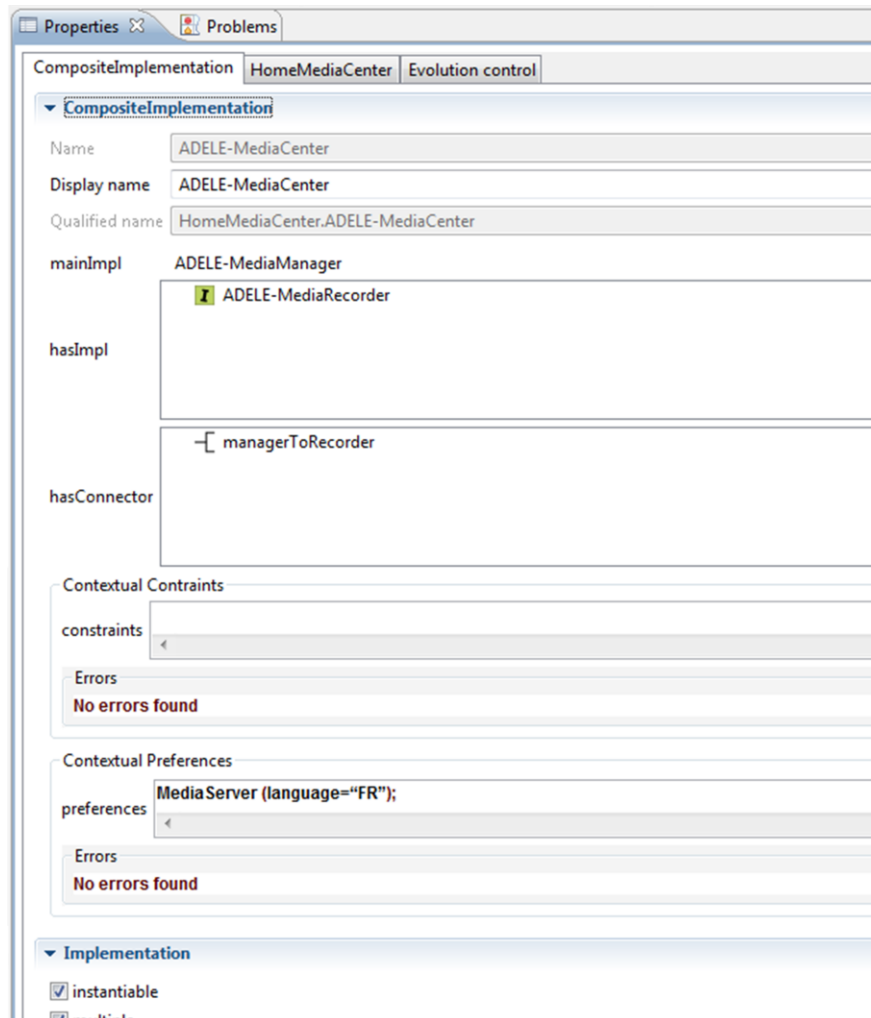 Properties Problems
CompositeImplementation HomeMediaCenter Evolution control
CompositeImplementation
Name ADELE-MediaCenter
Display name ADELE-MediaCenter
Qualified name HomeMediaCenter.ADELE-MediaCenter
mainImpl ADELE-MediaManager
I ADELE-MediaRecorder
hasImpl
managerToRecorder
hasConnector
Contextual Contraints
constraints
Errors
No errors found
Contextual Preferences
MediaServer (language=“FR”);
preferences
Errors
No errors found
Implementation
instantiable